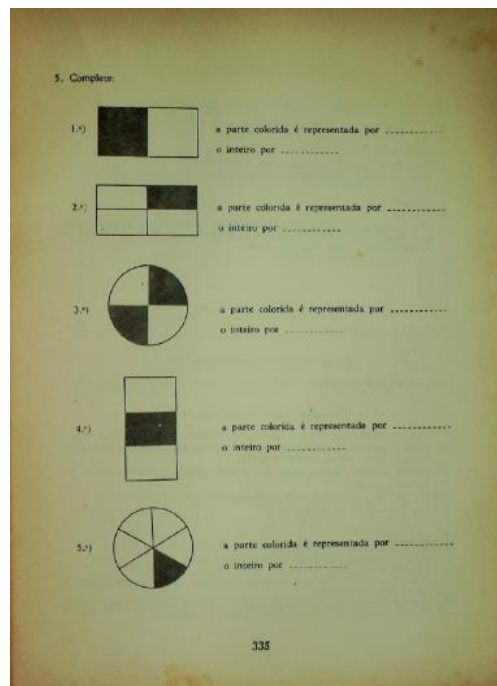 5. Complete:
1.º) a parte colorida é representada por ............
o inteiro por ............
2.º) a parte colorida é representada por ............
o inteiro por ............
3.º) a parte colorida é representada por ............
o inteiro por ............
4.º) a parte colorida é representada por ............
o inteiro por ............
5.º) a parte colorida é representada por ............
o inteiro por ............
335